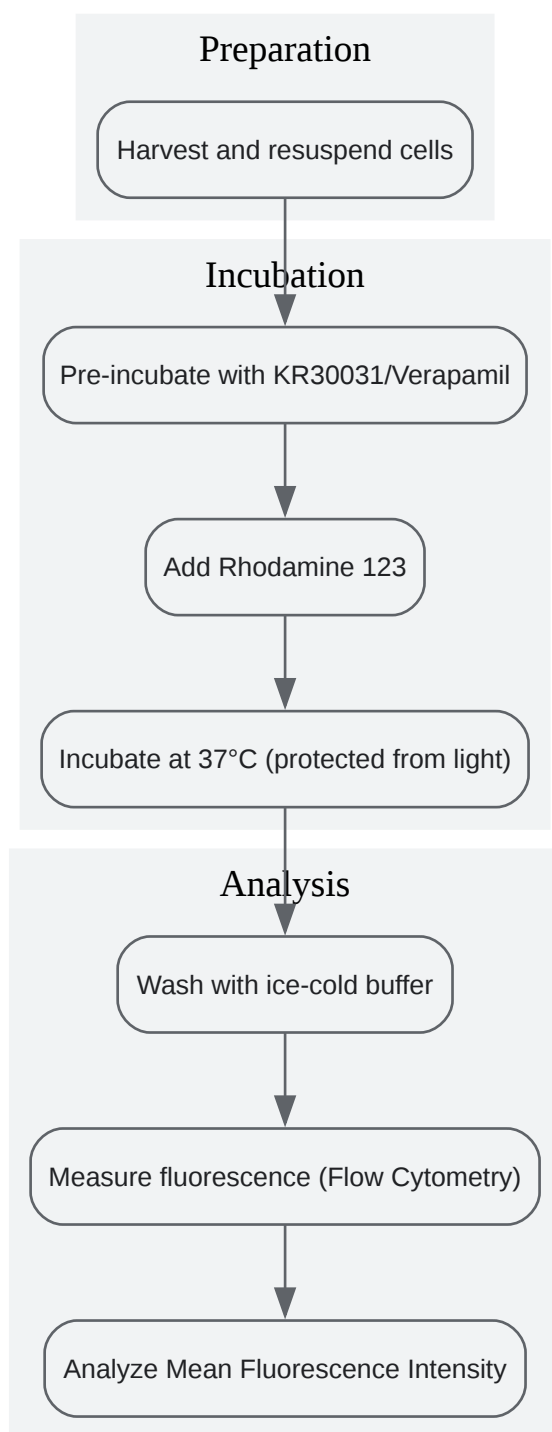 Preparation
Harvest and resuspend cells
Incubation
Pre-incubate with KR30031/Verapamil
Add Rhodamine 123
Incubate at 37°C (protected from light)
Analysis
Wash with ice-cold buffer
Measure fluorescence (Flow Cytometry)
Analyze Mean Fluorescence Intensity